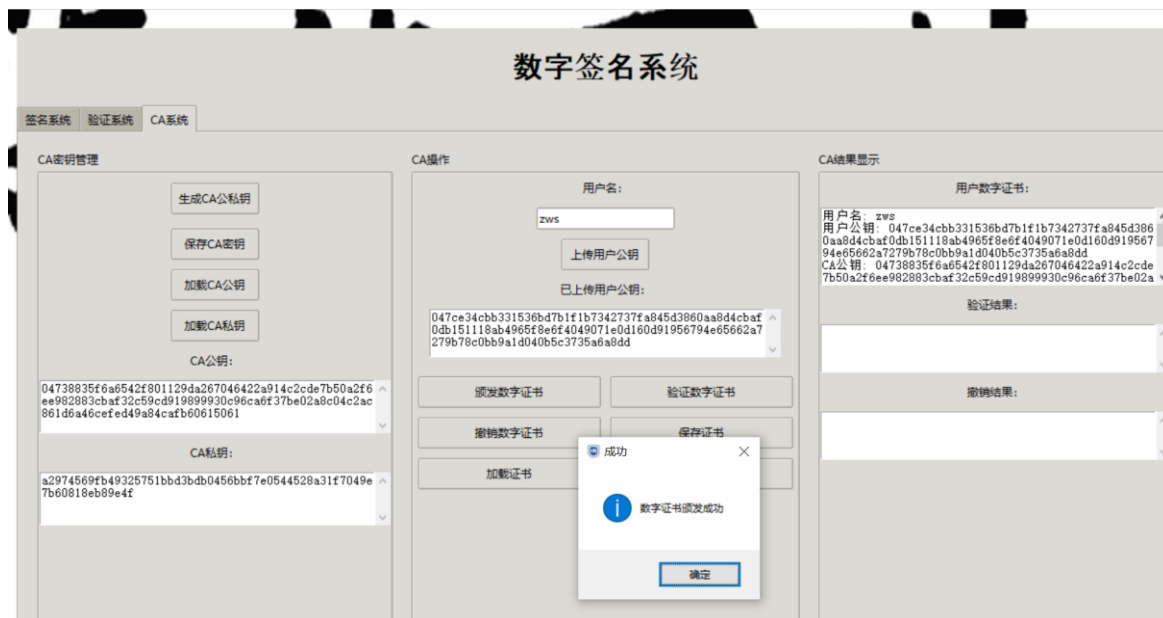 数字签名系统
签名系统 验证系统 CA系统
CA密钥管理
生成CA公私钥
保存CA密钥
加载CA公钥
加载CA私钥
CA公钥:
04738835f6a6542f801129da267046422a914c2cde7b50a2f6
ee982883cbaf32c59cd919899930c96ca6f37be02a8c04c2ac
861d6a46cefed49a84cafb60615061
CA私钥:
a2974569fb49325751bbd3bdb0456bbf7e0544528a31f7049e
7b60818eb89e4f
CA操作
用户名:
zws
上传用户公钥
已上传用户公钥:
047ce34cbb331536bd7b1f1b7342737fa845d3860aa8d4cbaf
0db151118ab4965f8e6f4049071e0d160d91956794e65662a7
279b78c0bb9a1d040b5c3735a6a8dd
颁发数字证书 验证数字证书
撤销数字证书 保存证书
加载证书
成功
数字证书颁发成功
确定
CA结果显示
用户数字证书:
用户名: zws
用户公钥: 047ce34cbb331536bd7b1f1b7342737fa845d386
0aa8d4cbaf0db151118ab4965f8e6f4049071e0d160d919567
94e65662a7279b78c0bb9a1d040b5c3735a6a8dd
CA公钥: 04738835f6a6542f801129da267046422a914c2cde
7b50a2f6ee982883cbaf32c59cd919899930c96ca6f37be02a
验证结果:
撤销结果: